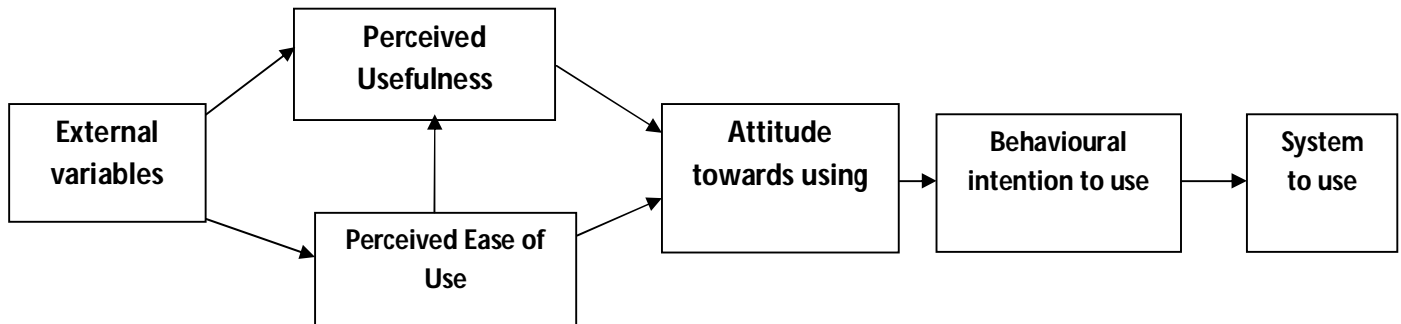 Perceived
Usefulness
External
variables
Attitude
towards using
Behavioural
intention to use
System
to use
Perceived Ease of
Use